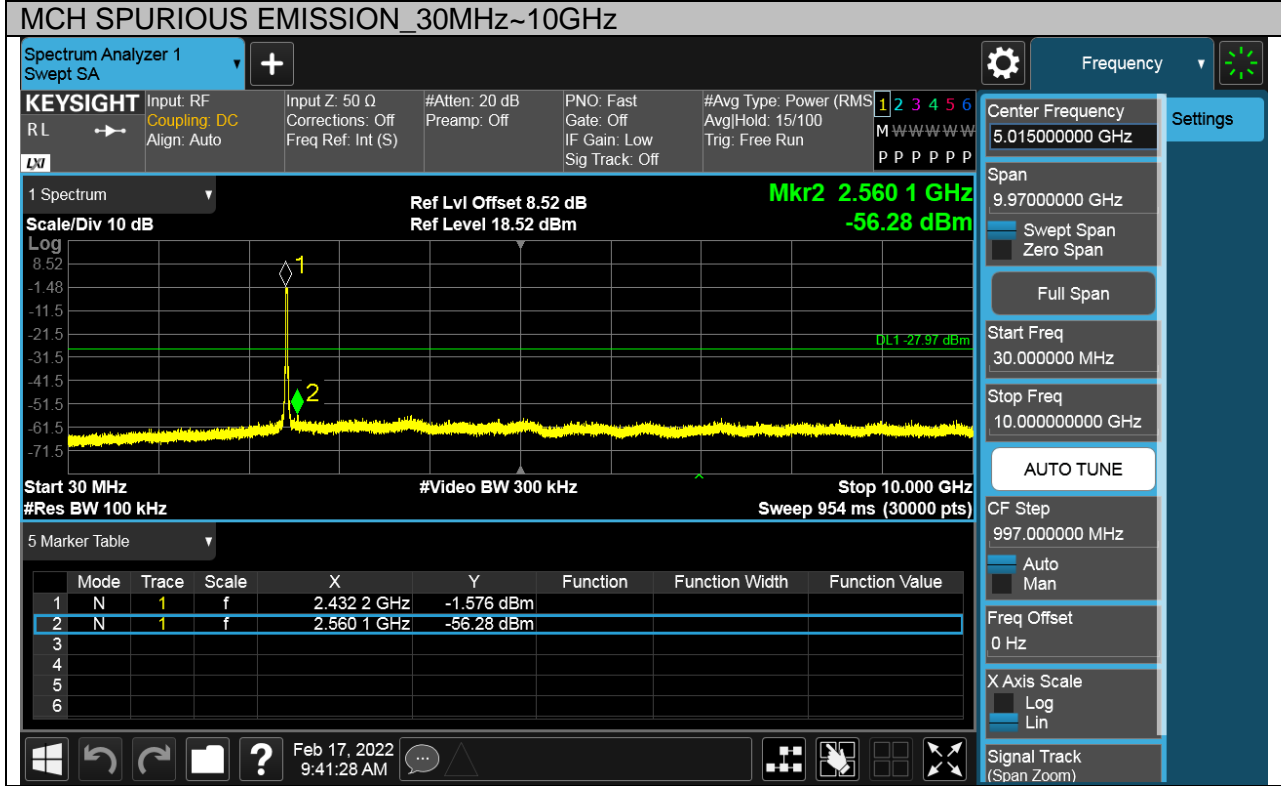 MCH SPURIOUS EMISSION_30MHz~10GHz
Spectrum Analyzer 1
Swept SA
Frequency
KEYSIGHT
RL
LXI
Input: RF
Coupling: DC
Align: Auto
Input Z: 50 Ω
Corrections: Off
Freq Ref: Int (S)
#Atten: 20 dB
Preamp: Off
PNO: Fast
Gate: Off
IF Gain: Low
Sig Track: Off
#Avg Type: Power (RMS
Avg|Hold: 15/100
Trig: Free Run
1 2 3 4 5 6
M W W W W W
P P P P P P
1 Spectrum
Scale/Div 10 dB
Ref Lvl Offset 8.52 dB
Ref Level 18.52 dBm
Mkr2 2.560 1 GHz
-56.28 dBm
Log
8.52
-1.48
-11.5
-21.5
-31.5
-41.5
-51.5
-61.5
-71.5
1
2
DL1 -27.97 dBm
Start 30 MHz
#Video BW 300 kHz
Stop 10.000 GHz
#Res BW 100 kHz
Sweep 954 ms (30000 pts)
5 Marker Table
Mode Trace Scale X Y Function Function Width Function Value
1 N 1 f 2.432 2 GHz -1.576 dBm
2 N 1 f 2.560 1 GHz -56.28 dBm
3
4
5
6
Feb 17, 2022
9:41:28 AM
Center Frequency
5.015000000 GHz
Settings
Span
9.97000000 GHz
Swept Span
Zero Span
Full Span
Start Freq
30.000000 MHz
Stop Freq
10.000000000 GHz
AUTO TUNE
CF Step
997.000000 MHz
Auto
Man
Freq Offset
0 Hz
X Axis Scale
Log
Lin
Signal Track
(Span Zoom)